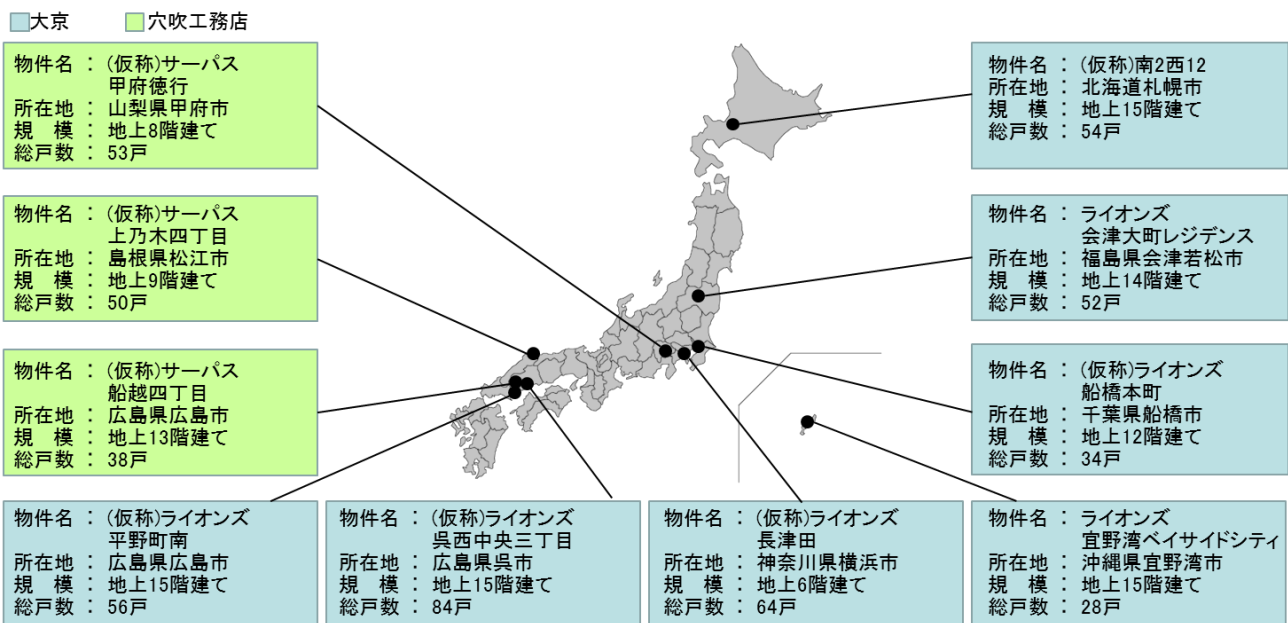 大京 穴吹工務店
物件名 : (仮称)サーパス
甲府徳行
所在地 : 山梨県甲府市
規 模 : 地上8階建て
総戸数 : 53戸
物件名 : (仮称)サーパス
上乃木四丁目
所在地 : 島根県松江市
規 模 : 地上9階建て
総戸数 : 50戸
物件名 : (仮称)サーパス
船越四丁目
所在地 : 広島県広島市
規 模 : 地上13階建て
総戸数 : 38戸
物件名 : (仮称)南2西12
所在地 : 北海道札幌市
規 模 : 地上15階建て
総戸数 : 54戸
物件名 : ライオンズ
会津大町レジデンス
所在地 : 福島県会津若松市
規 模 : 地上14階建て
総戸数 : 52戸
物件名 : (仮称)ライオンズ
船橋本町
所在地 : 千葉県船橋市
規 模 : 地上12階建て
総戸数 : 34戸
物件名 : (仮称)ライオンズ
平野町南
所在地 : 広島県広島市
規 模 : 地上15階建て
総戸数 : 56戸
物件名 : (仮称)ライオンズ
呉西中央三丁目
所在地 : 広島県呉市
規 模 : 地上15階建て
総戸数 : 84戸
物件名 : (仮称)ライオンズ
長津田
所在地 : 神奈川県横浜市
規 模 : 地上6階建て
総戸数 : 64戸
物件名 : ライオンズ
宜野湾ベイサイドシティ
所在地 : 沖縄県宜野湾市
規 模 : 地上15階建て
総戸数 : 28戸